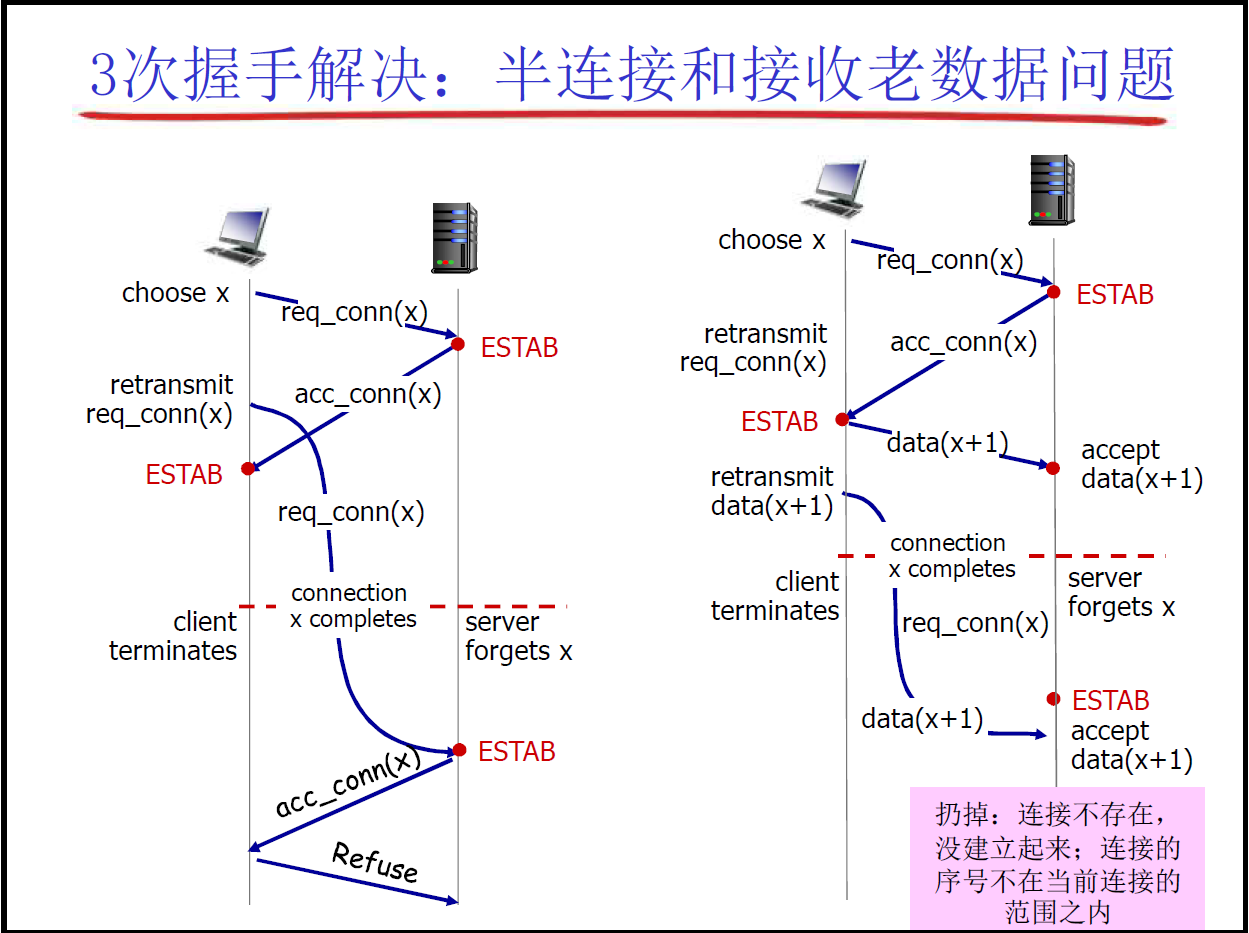 3次握手解决：半连接和接收老数据问题
choose x
req_conn(x)
ESTAB
retransmit
req_conn(x)
acc_conn(x)
ESTAB
req_conn(x)
connection
x completes
client
terminates
server
forgets x
ESTAB
acc_conn(x)
Refuse
choose x
req_conn(x)
ESTAB
retransmit
req_conn(x)
acc_conn(x)
ESTAB
data(x+1)
accept
data(x+1)
retransmit
data(x+1)
connection
x completes
client
terminates
server
forgets x
req_conn(x)
ESTAB
data(x+1)
accept
data(x+1)
扔掉：连接不存在，
没建立起来；连接的
序号不在当前连接的
范围之内